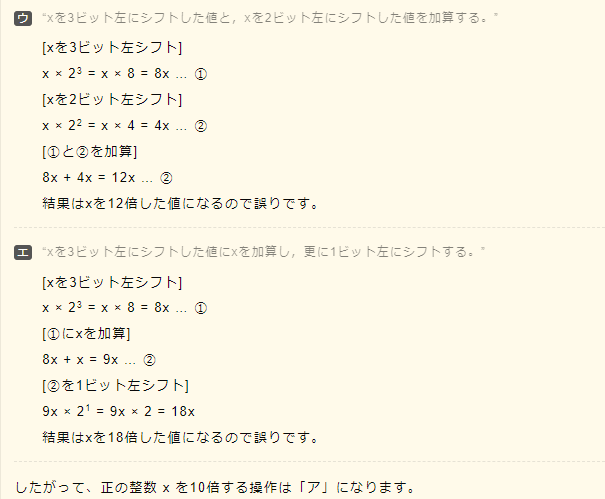 ウ “xを3ビット左にシフトした値と，xを2ビット左にシフトした値を加算する。”
[xを3ビット左シフト]
x × 2³ = x × 8 = 8x … ①
[xを2ビット左シフト]
x × 2² = x × 4 = 4x … ②
[①と②を加算]
8x + 4x = 12x … ②
結果はxを12倍した値になるので誤りです。
エ “xを3ビット左にシフトした値にxを加算し，更に1ビット左にシフトする。”
[xを3ビット左シフト]
x × 2³ = x × 8 = 8x … ①
[①にxを加算]
8x + x = 9x … ②
[②を1ビット左シフト]
9x × 2¹ = 9x × 2 = 18x
結果はxを18倍した値になるので誤りです。
したがって、正の整数 x を10倍する操作は「ア」になります。